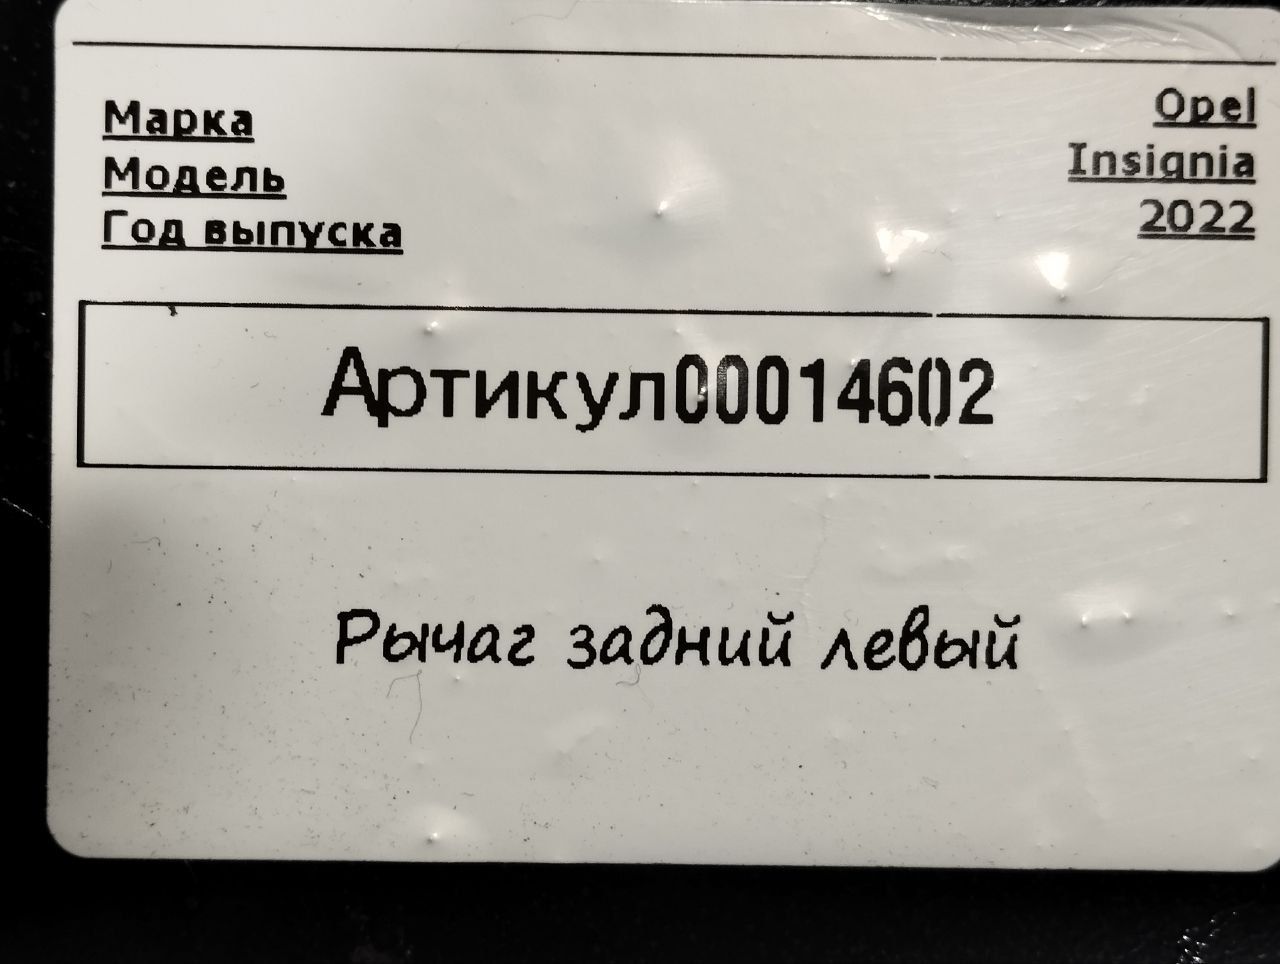 Марка Opel
Модель Insignia
Год выпуска 2022
Артикул00014602
Рычаг задний левый